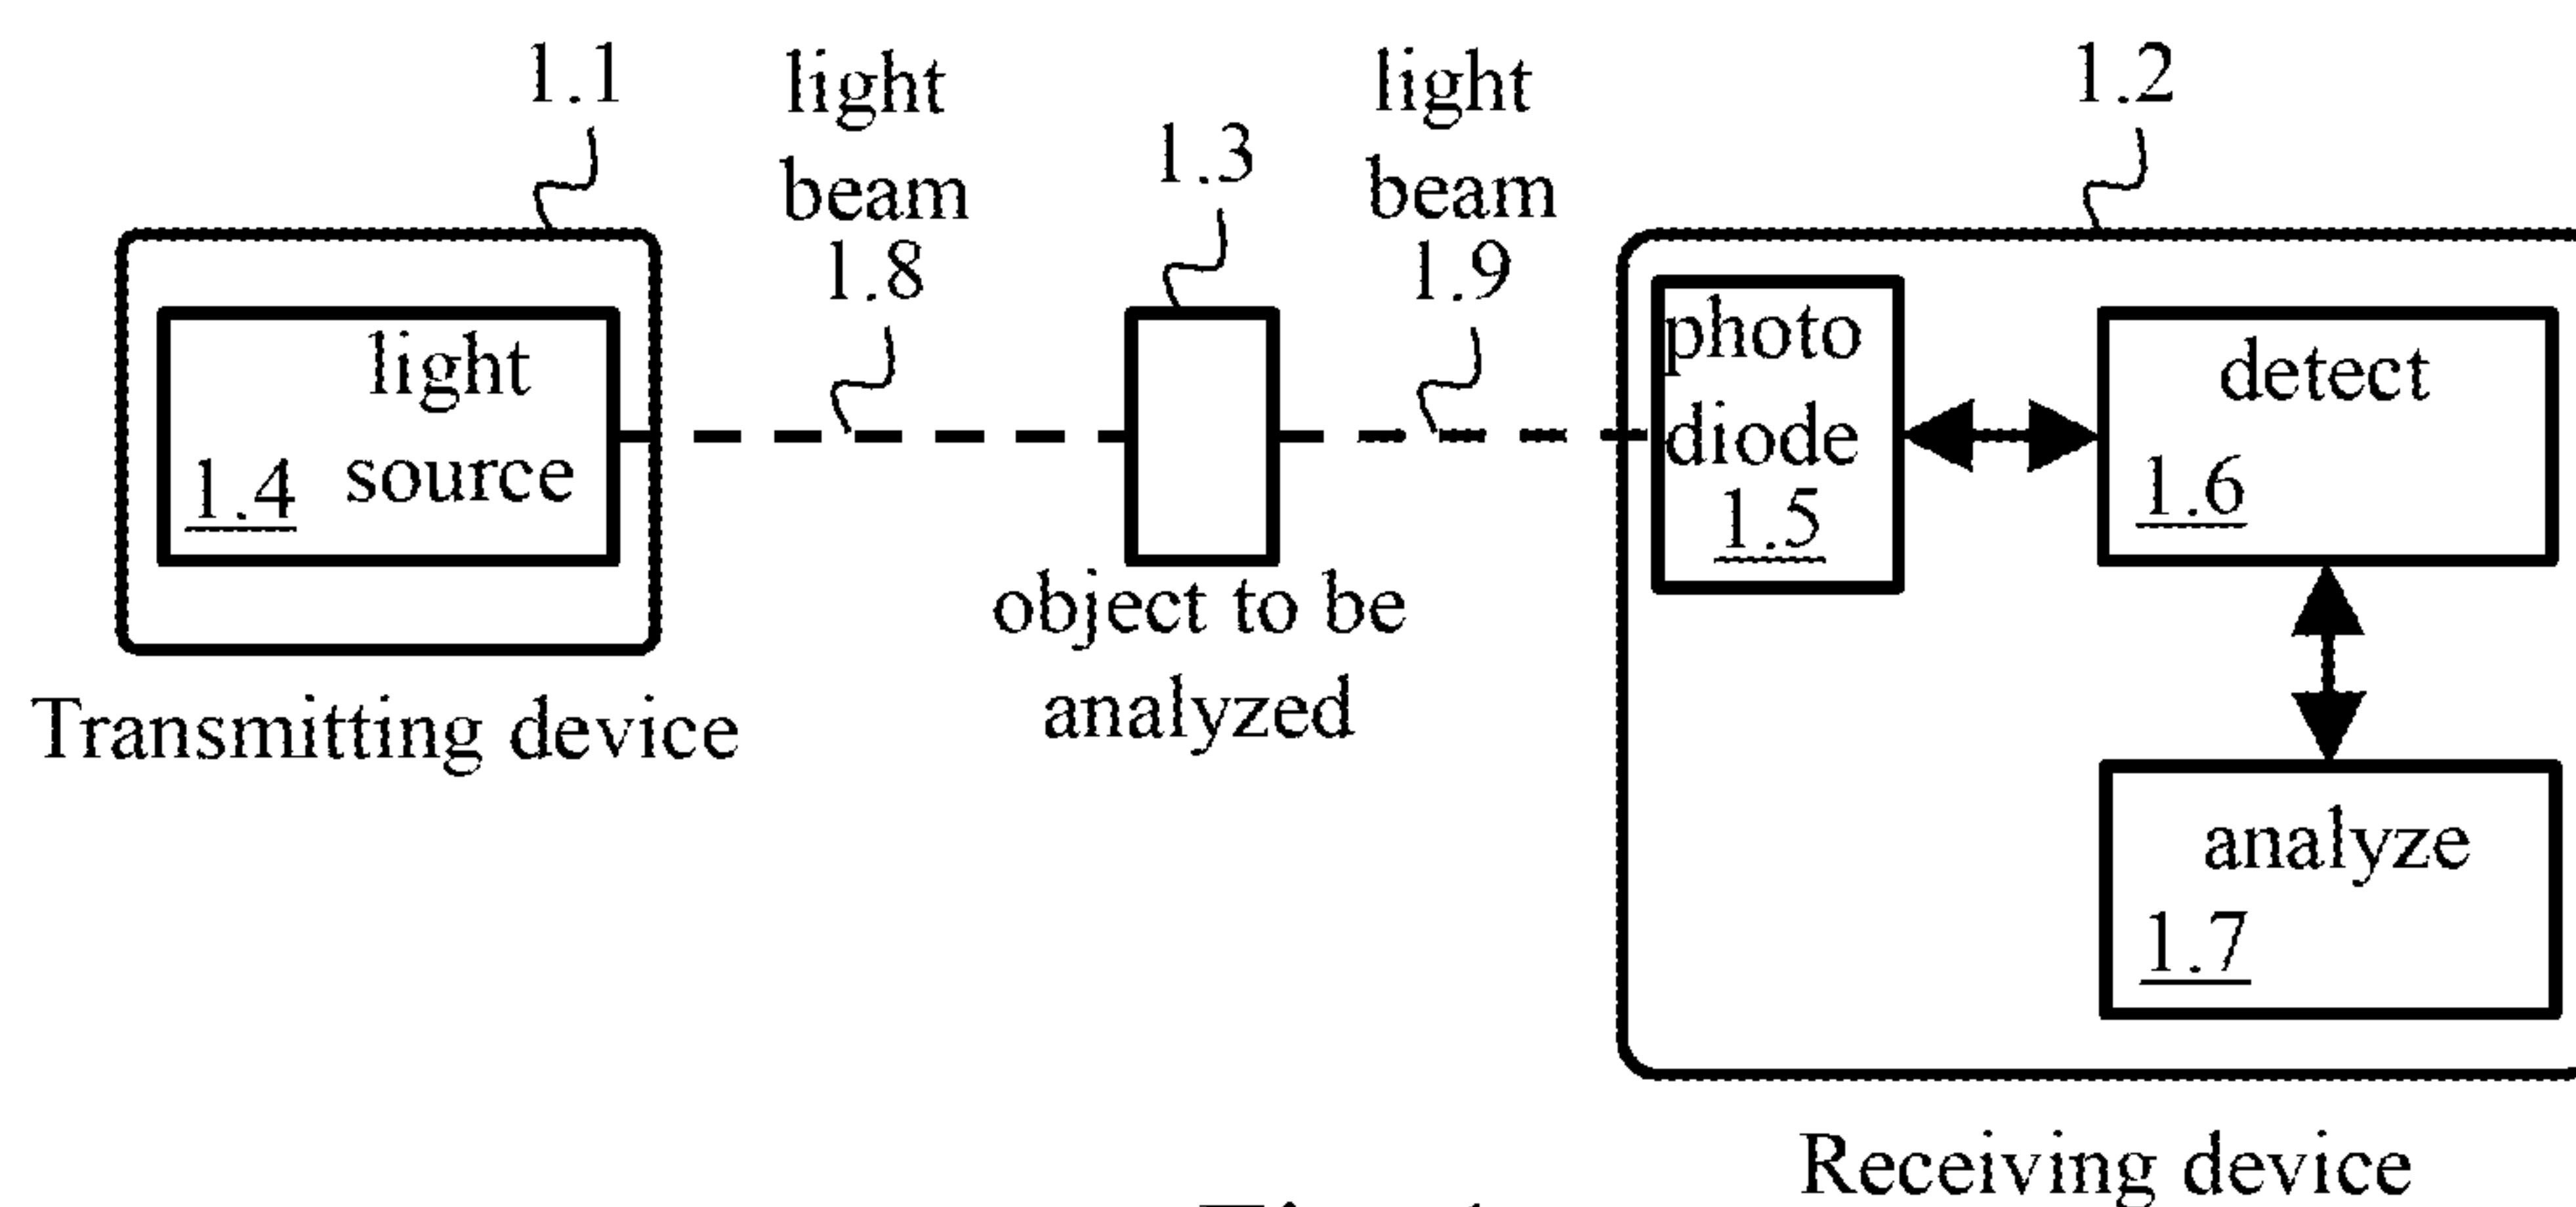 1.1
light
beam
1.8
1.3
light
beam
1.9
1.2
light
source
1.4
object to be
analyzed
photo
diode
1.5
detect
1.6
analyze
1.7
Transmitting device
Receiving device